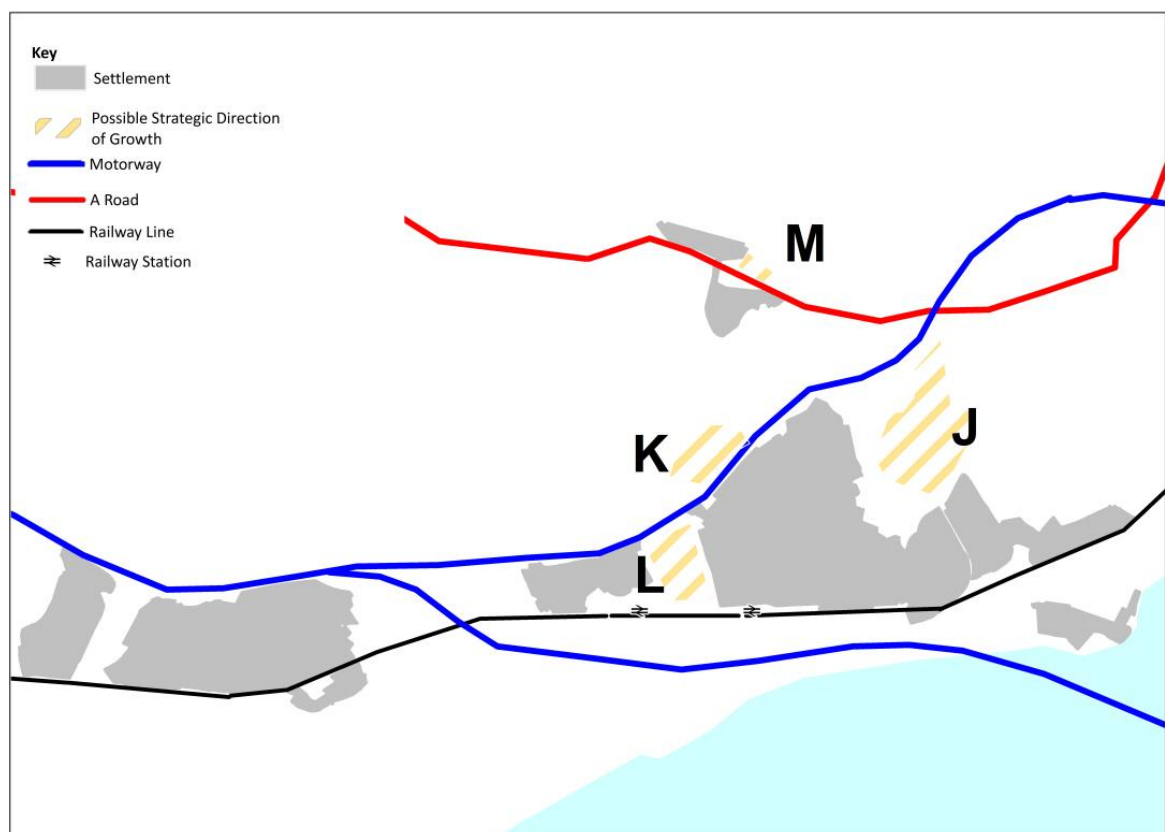 Key
Settlement
Possible Strategic Direction
of Growth
Motorway
A Road
Railway Line
Railway Station
M
K
J
L